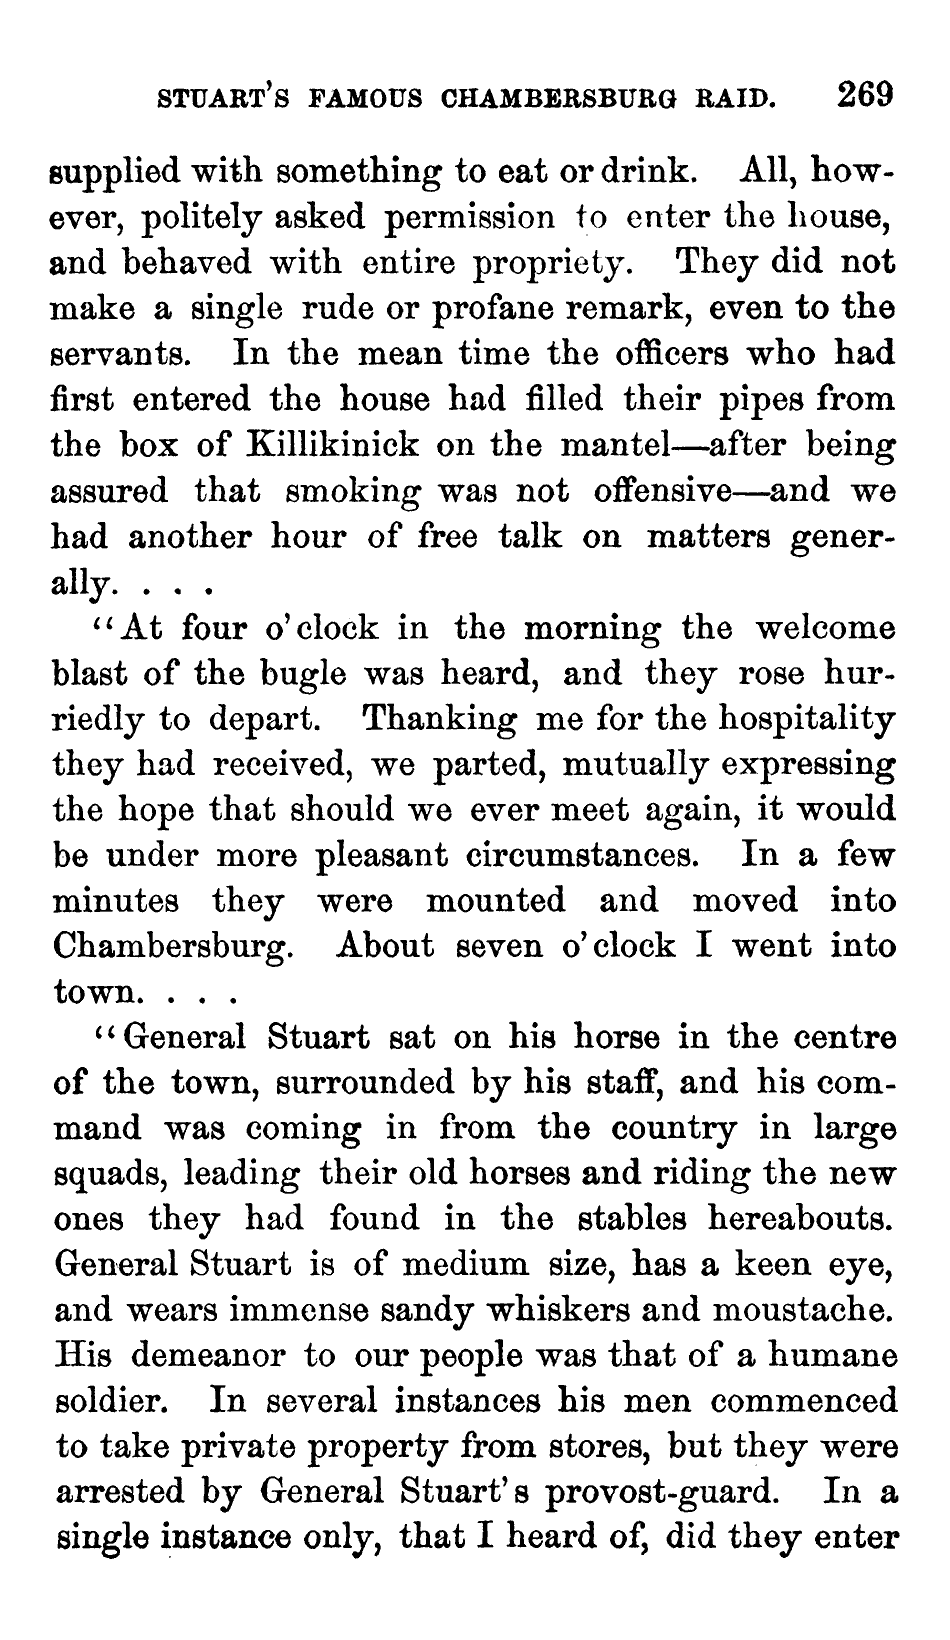 STUART'S FAMOUS CHAMBERSBURG RAID. 269
supplied with something to eat or drink. All, how-
ever, politely asked permission to enter the house,
and behaved with entire propriety. They did not
make a single rude or profane remark, even to the
servants. In the mean time the officers who had
first entered the house had filled their pipes from
the box of Killikinick on the mantel—after being
assured that smoking was not offensive—and we
had another hour of free talk on matters gener-
ally. . . .
"At four o'clock in the morning the welcome
blast of the bugle was heard, and they rose hur-
riedly to depart. Thanking me for the hospitality
they had received, we parted, mutually expressing
the hope that should we ever meet again, it would
be under more pleasant circumstances. In a few
minutes they were mounted and moved into
Chambersburg. About seven o'clock I went into
town. . . .
"General Stuart sat on his horse in the centre
of the town, surrounded by his staff, and his com-
mand was coming in from the country in large
squads, leading their old horses and riding the new
ones they had found in the stables hereabouts.
General Stuart is of medium size, has a keen eye,
and wears immense sandy whiskers and moustache.
His demeanor to our people was that of a humane
soldier. In several instances his men commenced
to take private property from stores, but they were
arrested by General Stuart's provost-guard. In a
single instance only, that I heard of, did they enter